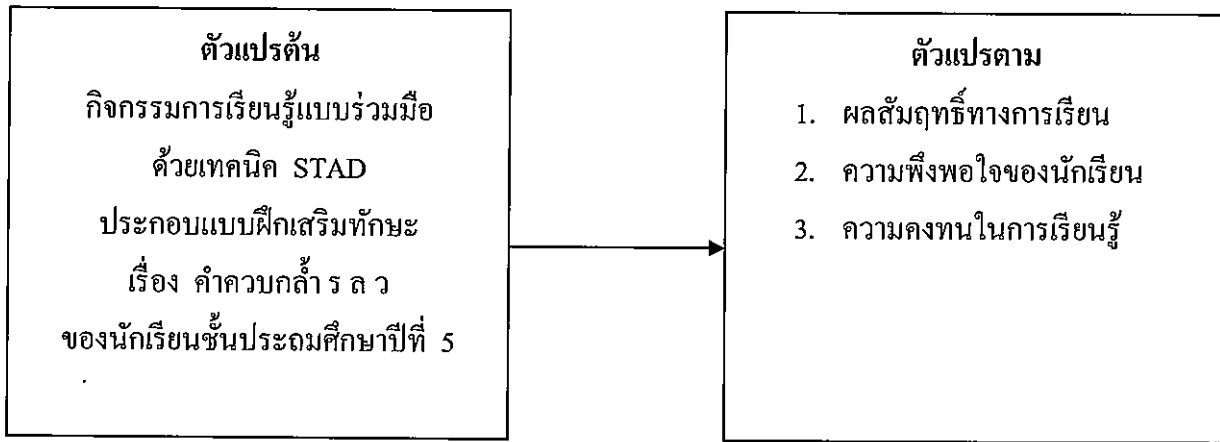 ตัวแปรต้น
กิจกรรมการเรียนรู้แบบร่วมมือ
ด้วยเทคนิค STAD
ประกอบแบบฝึกเสริมทักษะ
เรื่อง คำควบกล้ำ ร ล ว
ของนักเรียนชั้นประถมศึกษาปีที่ 5
ตัวแปรตาม
1. ผลสัมฤทธิ์ทางการเรียน
2. ความพึงพอใจของนักเรียน
3. ความคงทนในการเรียนรู้